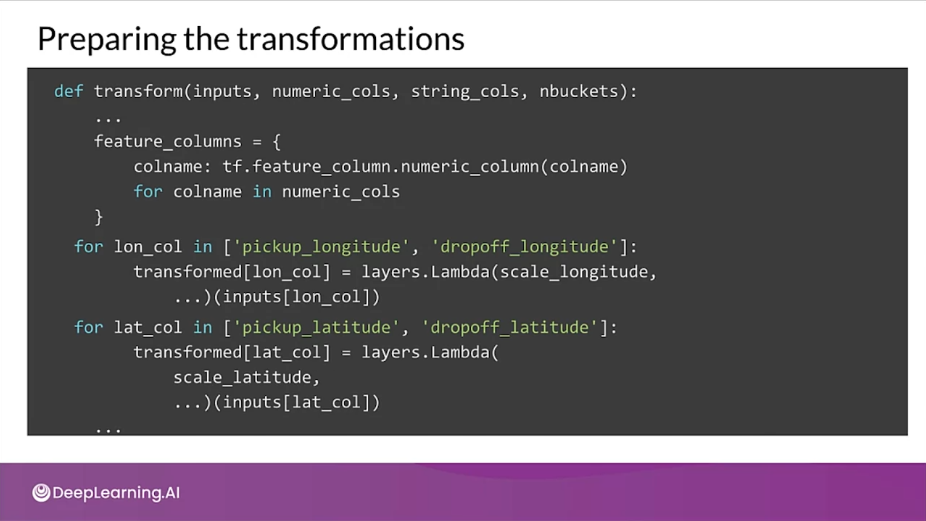 Preparing the transformations
def transform(inputs, numeric_cols, string_cols, nbuckets):
...
feature_columns = {
colname: tf.feature_column.numeric_column(colname)
for colname in numeric_cols
}
for lon_col in ['pickup_longitude', 'dropoff_longitude']:
transformed[lon_col] = layers.Lambda(scale_longitude,
...)(inputs[lon_col])
for lat_col in ['pickup_latitude', 'dropoff_latitude']:
transformed[lat_col] = layers.Lambda(
scale_latitude,
...)(inputs[lat_col])
...
DeepLearning.AI